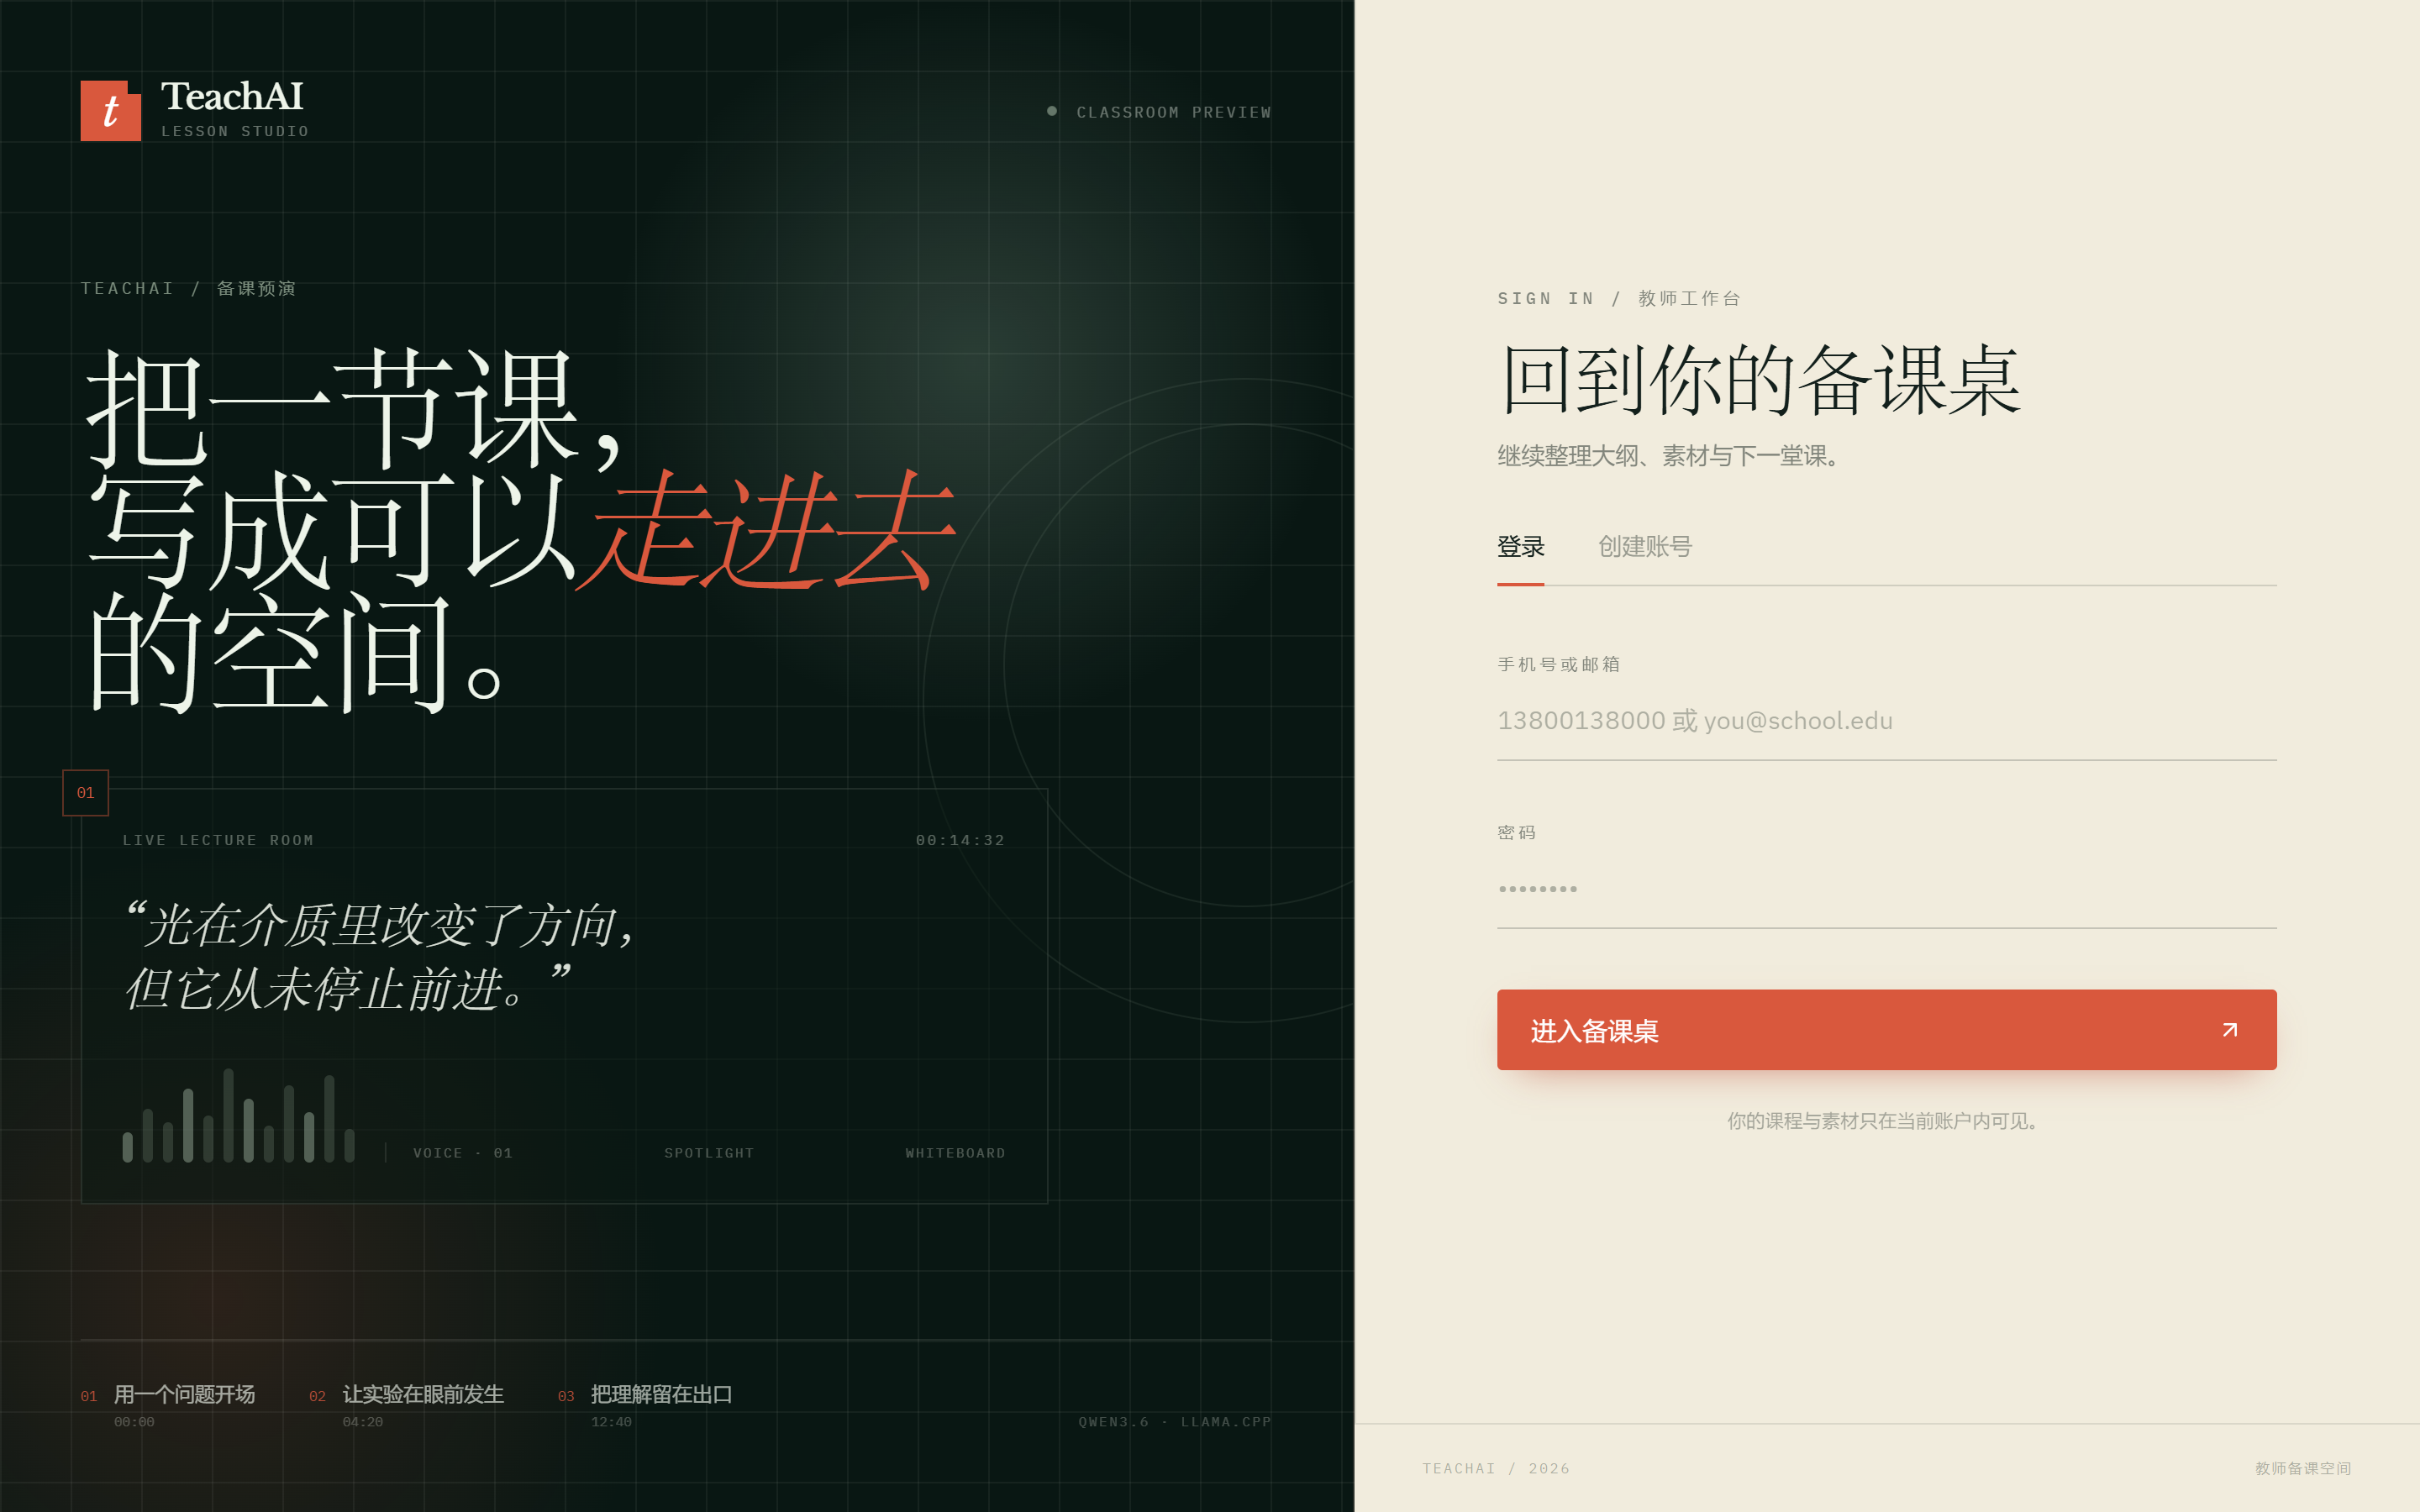 t
TeachAI
LESSON STUDIO
CLASSROOM PREVIEW
TEACHAI / 备课预演
把一节课，
写成可以走进去
的空间。
01
LIVE LECTURE ROOM
00:14:32
“光在介质里改变了方向，
但它从未停止前进。”
VOICE · 01
SPOTLIGHT
WHITEBOARD
01 用一个问题开场
00:00
02 让实验在眼前发生
04:20
03 把理解留在出口
12:40
QWEN3.6 · LLAMA.CPP
SIGN IN / 教师工作台
回到你的备课桌
继续整理大纲、素材与下一堂课。
登录
创建账号
手机号或邮箱
13800138000 或 you@school.edu
密码
••••••••
进入备课桌
你的课程与素材只在当前账户内可见。
TEACHAI / 2026
教师备课空间